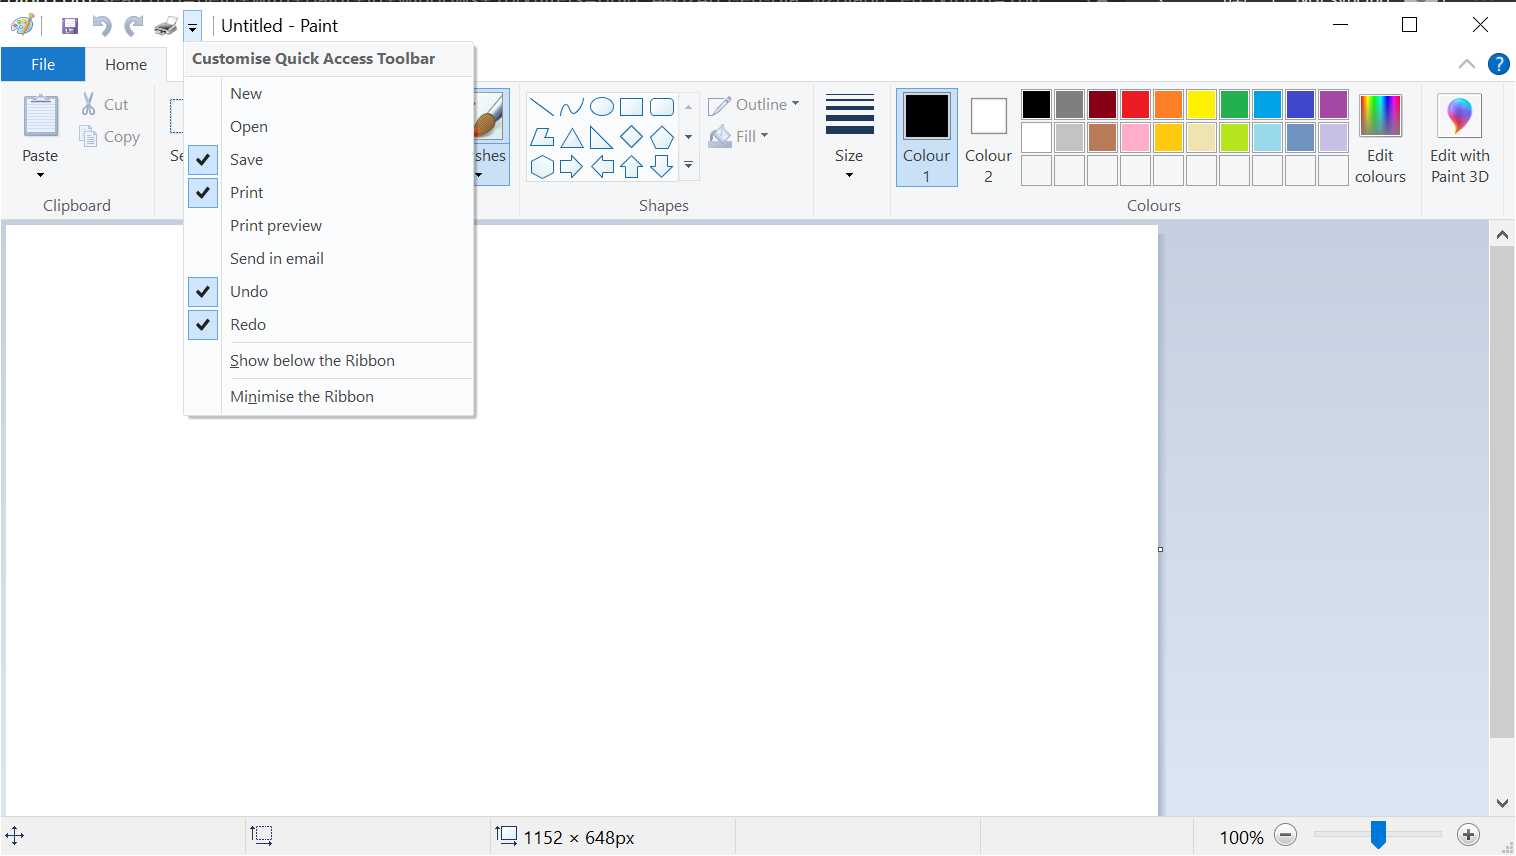 Untitled - Paint
Customise Quick Access Toolbar
File
Home
New
Open
Save
Print
Print preview
Send in email
Undo
Redo
Show below the Ribbon
Minimise the Ribbon
Paste
Cut
Copy
Clipboard
Se
shes
Outline
Fill
Shapes
Size
Colour
1
Colour
2
Edit
colours
Edit with
Paint 3D
Colours
1152 × 648px
100%